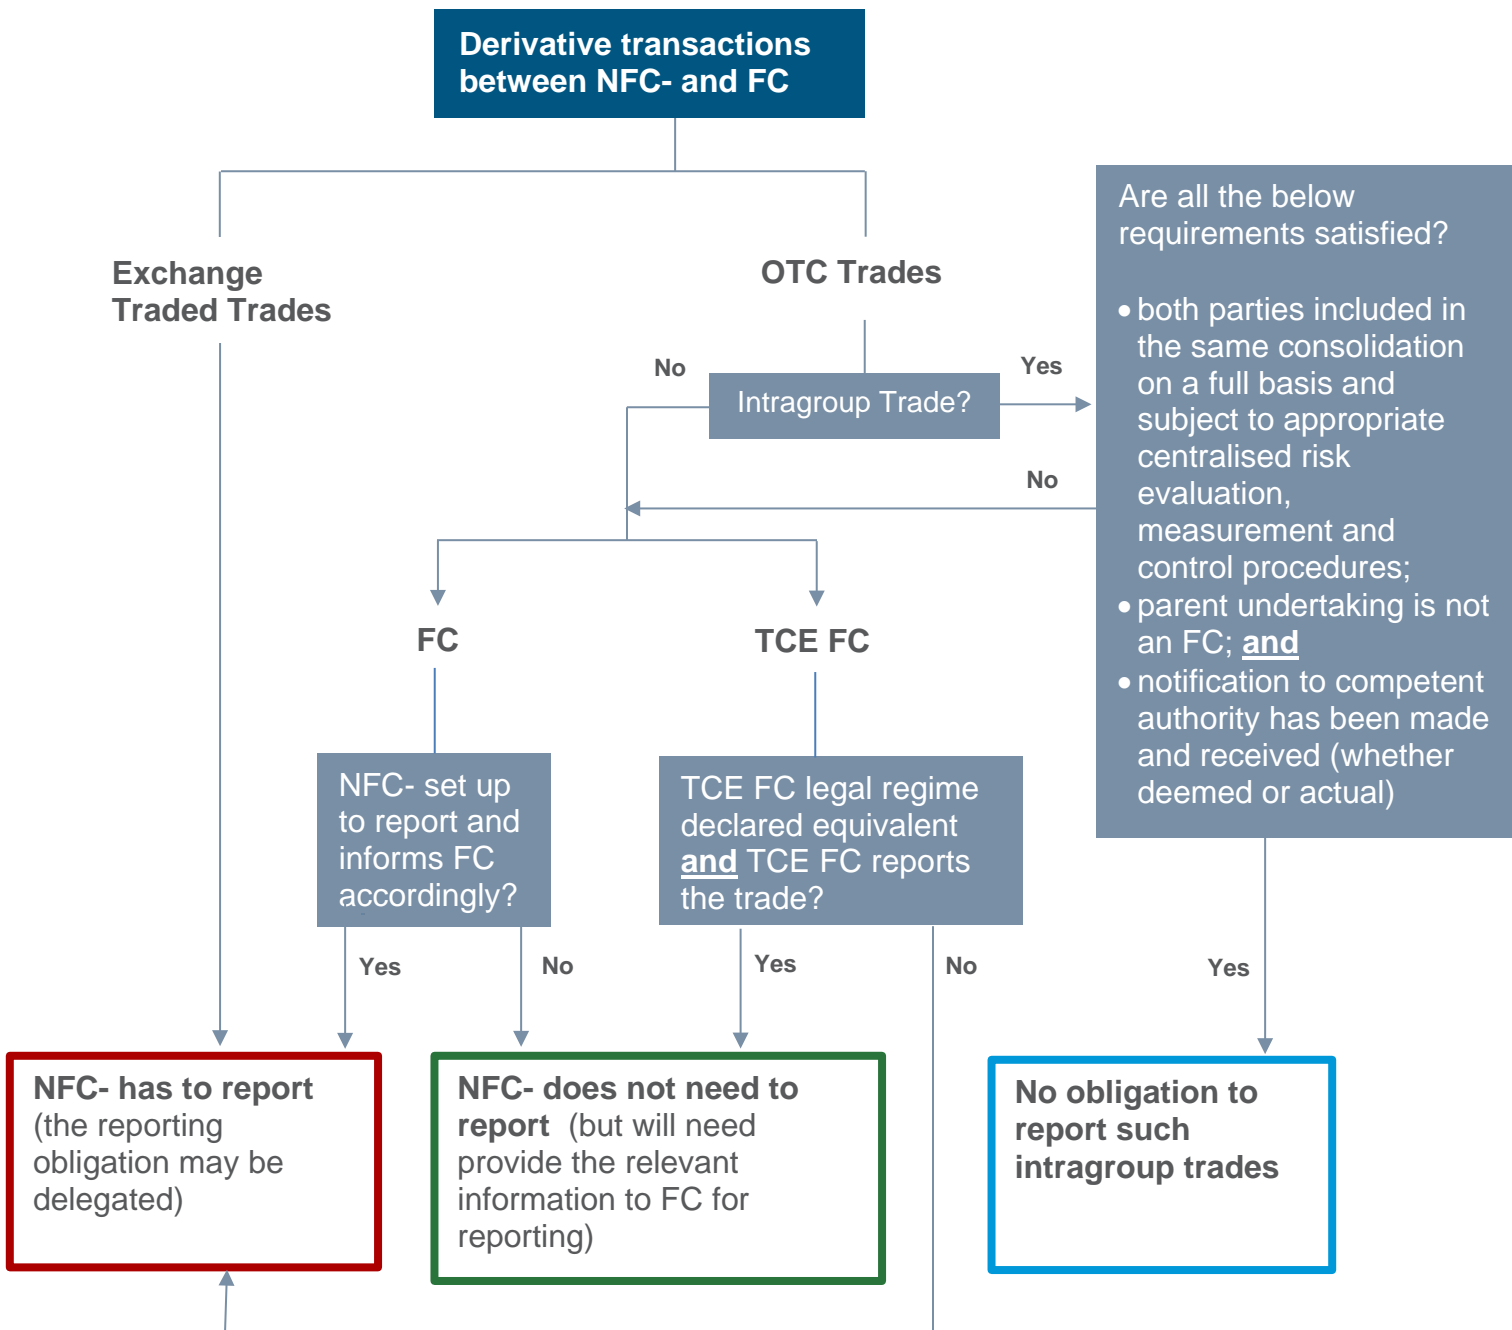 Derivative transactions
between NFC- and FC
Are all the below
requirements satisfied?
• both parties included in
the same consolidation
on a full basis and
subject to appropriate
centralised risk
evaluation,
measurement and
control procedures;
• parent undertaking is not
an FC; and
• notification to competent
authority has been made
and received (whether
deemed or actual)
Exchange
Traded Trades
OTC Trades
No
Intragroup Trade?
Yes
No
FC
TCE FC
NFC- set up
to report and
informs FC
accordingly?
TCE FC legal regime
declared equivalent
and TCE FC reports
the trade?
Yes
No
Yes
No
Yes
NFC- has to report
(the reporting
obligation may be
delegated)
NFC- does not need to
report (but will need
provide the relevant
information to FC for
reporting)
No obligation to
report such
intragroup trades